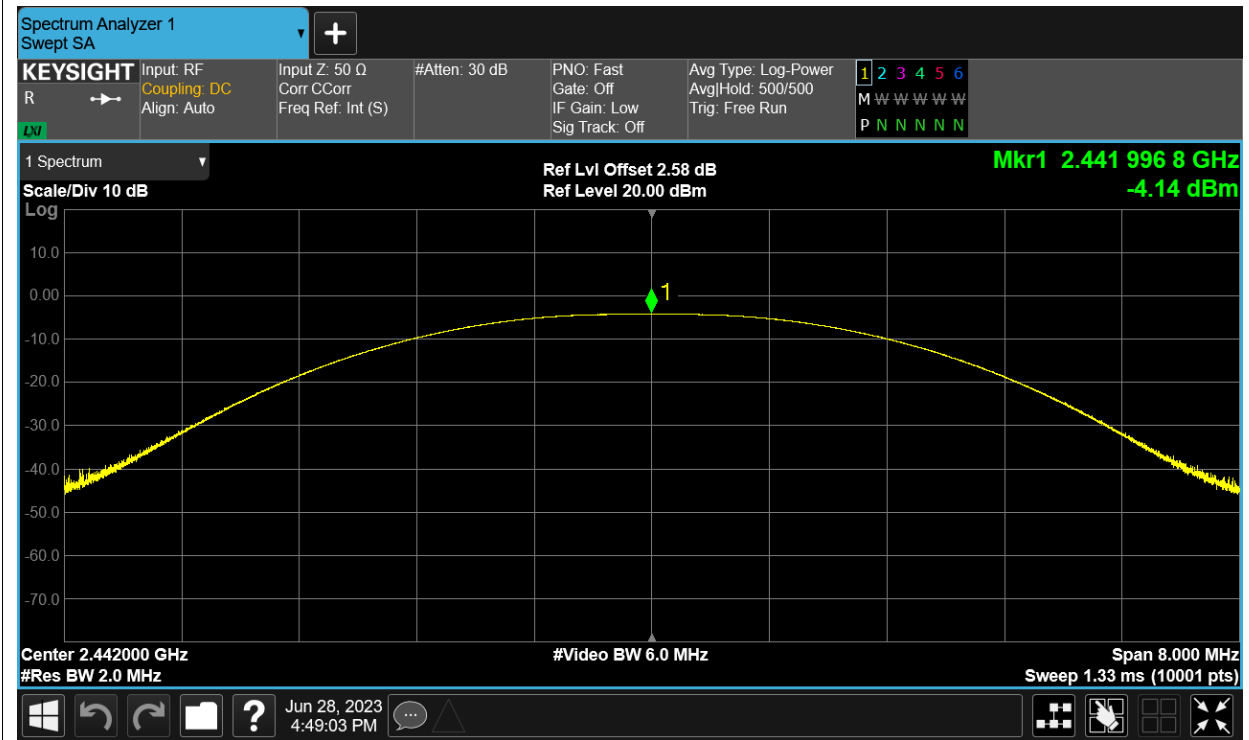 Spectrum Analyzer 1
Swept SA
KEYSIGHT
R
LXI
Input: RF
Coupling: DC
Align: Auto
Input Z: 50 Ω
Corr CCorr
Freq Ref: Int (S)
#Atten: 30 dB
PNO: Fast
Gate: Off
IF Gain: Low
Sig Track: Off
Avg Type: Log-Power
Avg|Hold: 500/500
Trig: Free Run
1 2 3 4 5 6
M W W W W W
P N N N N N
1 Spectrum
Scale/Div 10 dB
Ref Lvl Offset 2.58 dB
Ref Level 20.00 dBm
Mkr1 2.441 996 8 GHz
-4.14 dBm
Log
10.0
0.00
-10.0
-20.0
-30.0
-40.0
-50.0
-60.0
-70.0
1
Center 2.442000 GHz
#Res BW 2.0 MHz
#Video BW 6.0 MHz
Span 8.000 MHz
Sweep 1.33 ms (10001 pts)
?
Jun 28, 2023
4:49:03 PM